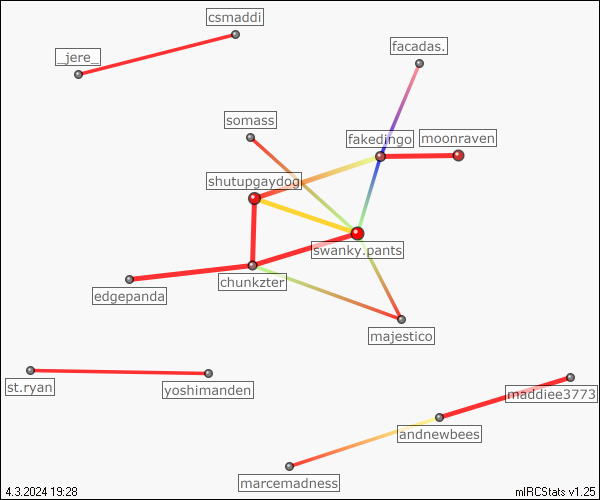 csmaddi
_jere_
facadas.
somass
fakedingo
moonraven
shutupgaydog
swanky.pants
chunkzter
edgepanda
majestico
st.ryan
yoshimanden
maddiee3773
andnewbees
marcemadness
4.3.2024 19:28
mIRCStats v1.25